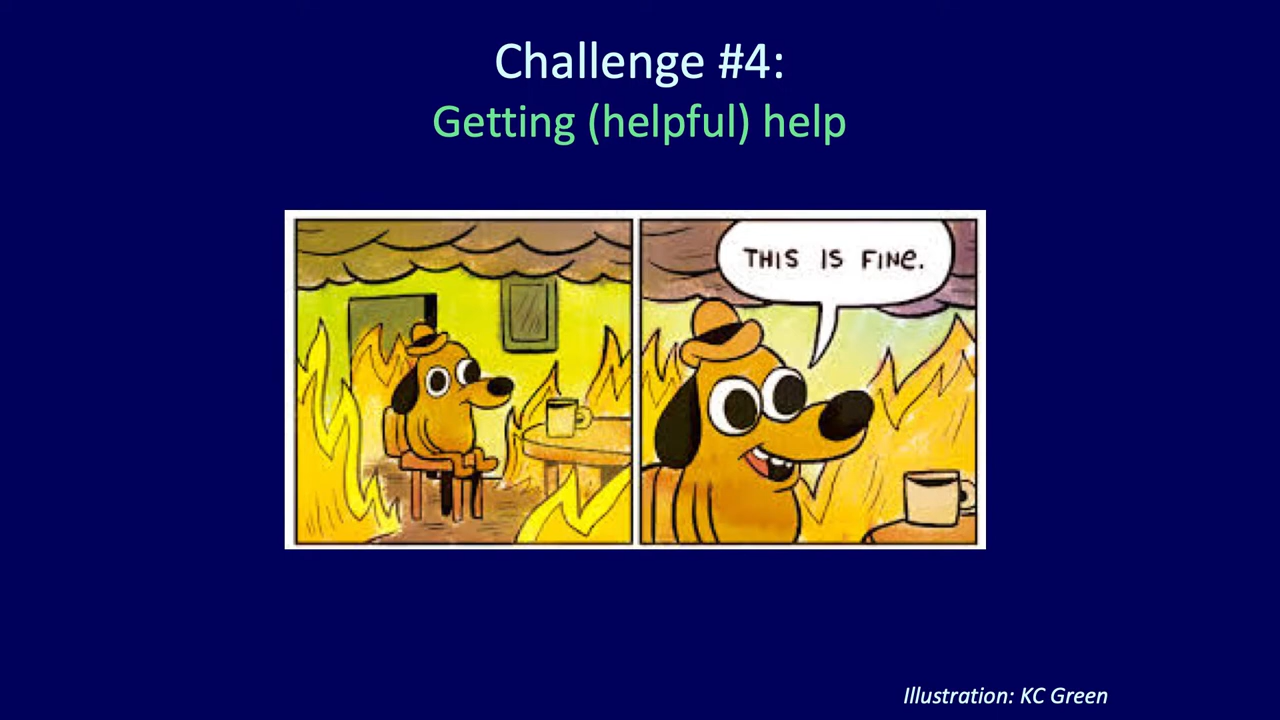 Challenge #4:
Getting (helpful) help
THIS IS FINE.
Illustration: KC Green